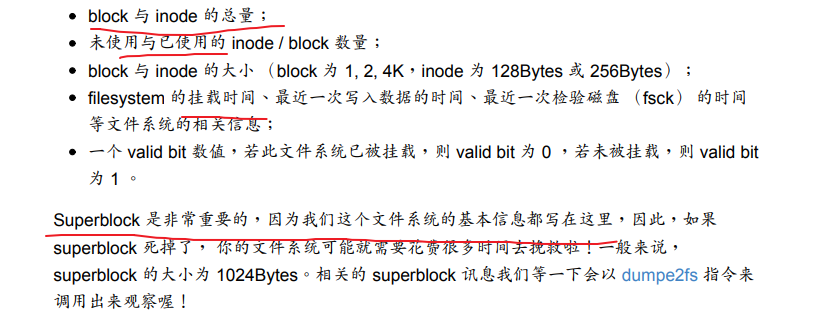 block 与 inode 的总量；
未使用与已使用的 inode / block 数量；
block 与 inode 的大小 （block 为 1, 2, 4K，inode 为 128Bytes 或 256Bytes）；
filesystem 的挂载时间、最近一次写入数据的时间、最近一次检验磁盘 （fsck） 的时间
等文件系统的相关信息；
一个 valid bit 数值，若此文件系统已被挂载，则 valid bit 为 0 ，若未被挂载，则 valid bit
为 1 。
Superblock 是非常重要的，因为我们这个文件系统的基本信息都写在这里，因此，如果
superblock 死掉了， 你的文件系统可能就需要花费很多时间去挽救啦！一般来说，
superblock 的大小为 1024Bytes。相关的 superblock 讯息我们等一下会以 dumpe2fs 指令来
调用出来观察喔！